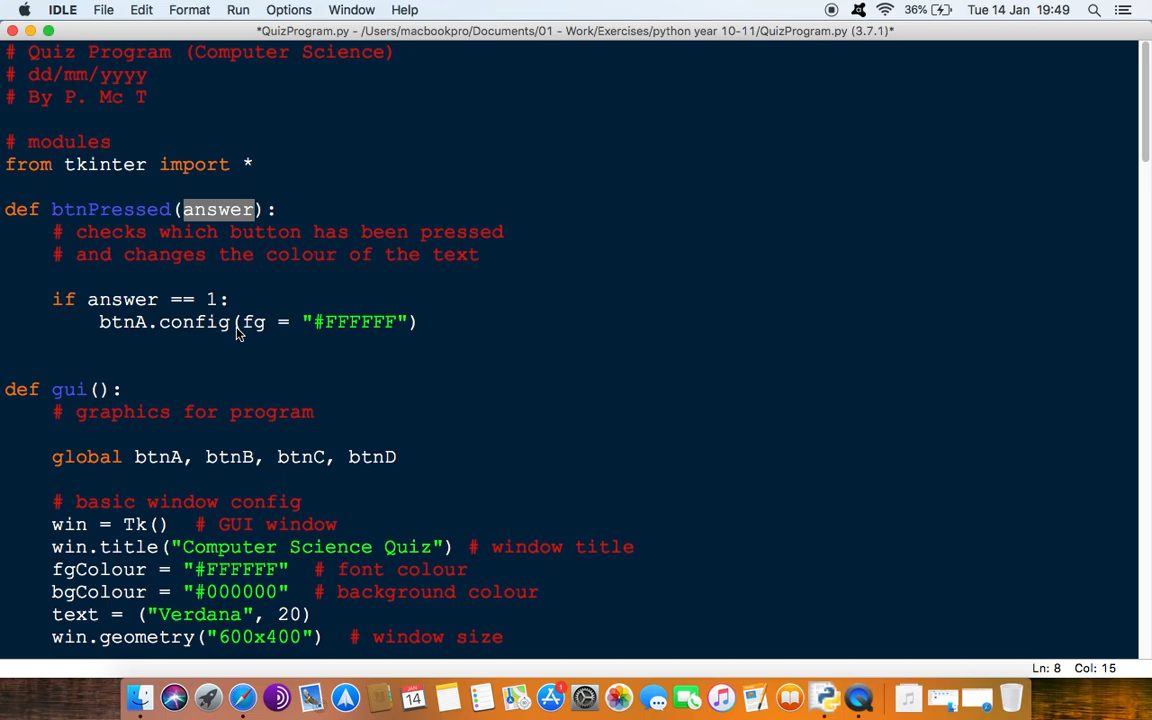 IDLE File Edit Format Run Options Window Help 36% Tue 14 Jan 19:49
*QuizProgram.py - /Users/macbookpro/Documents/01 - Work/Exercises/python year 10-11/QuizProgram.py (3.7.1)*
# Quiz Program (Computer Science)
# dd/mm/yyyy
# By P. Mc T
# modules
from tkinter import *
def btnPressed(answer):
# checks which button has been pressed
# and changes the colour of the text
if answer == 1:
btnA.config(fg = "#FFFFFF")
def gui():
# graphics for program
global btnA, btnB, btnC, btnD
# basic window config
win = Tk() # GUI window
win.title("Computer Science Quiz") # window title
fgColour = "#FFFFFF" # font colour
bgColour = "#000000" # background colour
text = ("Verdana", 20)
win.geometry("600x400") # window size
Ln: 8 Col: 15